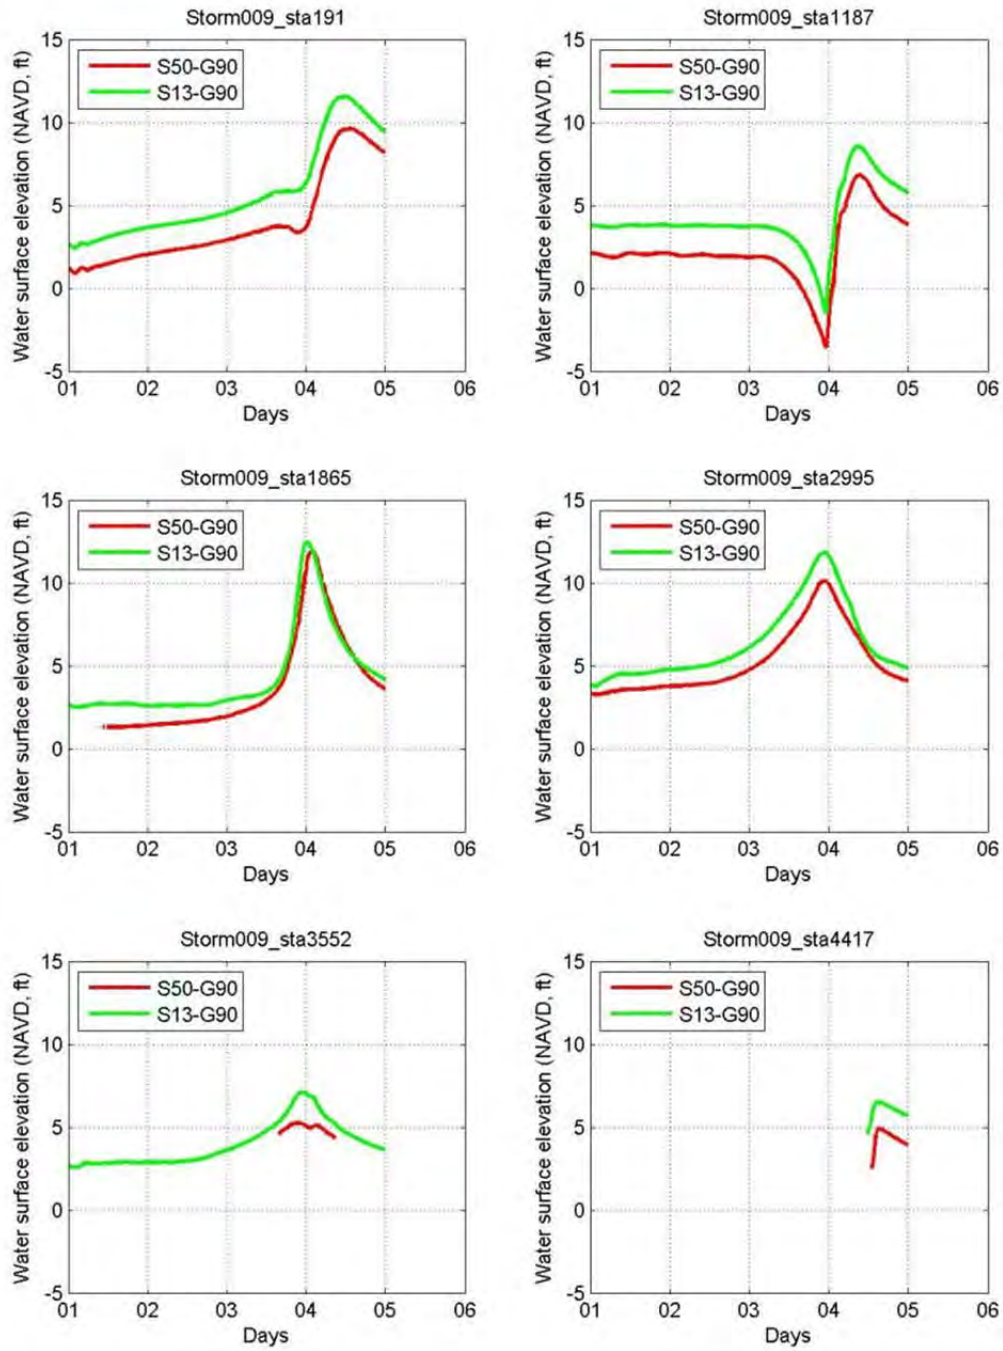 Storm009_sta191
Water surface elevation (NAVD, ft)
15
10
5
0
-5
S50-G90
S13-G90
01 02 03 04 05 06
Days
Storm009_sta1187
Water surface elevation (NAVD, ft)
15
10
5
0
-5
S50-G90
S13-G90
01 02 03 04 05 06
Days
Storm009_sta1865
Water surface elevation (NAVD, ft)
15
10
5
0
-5
S50-G90
S13-G90
01 02 03 04 05 06
Days
Storm009_sta2995
Water surface elevation (NAVD, ft)
15
10
5
0
-5
S50-G90
S13-G90
01 02 03 04 05 06
Days
Storm009_sta3552
Water surface elevation (NAVD, ft)
15
10
5
0
-5
S50-G90
S13-G90
01 02 03 04 05 06
Days
Storm009_sta4417
Water surface elevation (NAVD, ft)
15
10
5
0
-5
S50-G90
S13-G90
01 02 03 04 05 06
Days